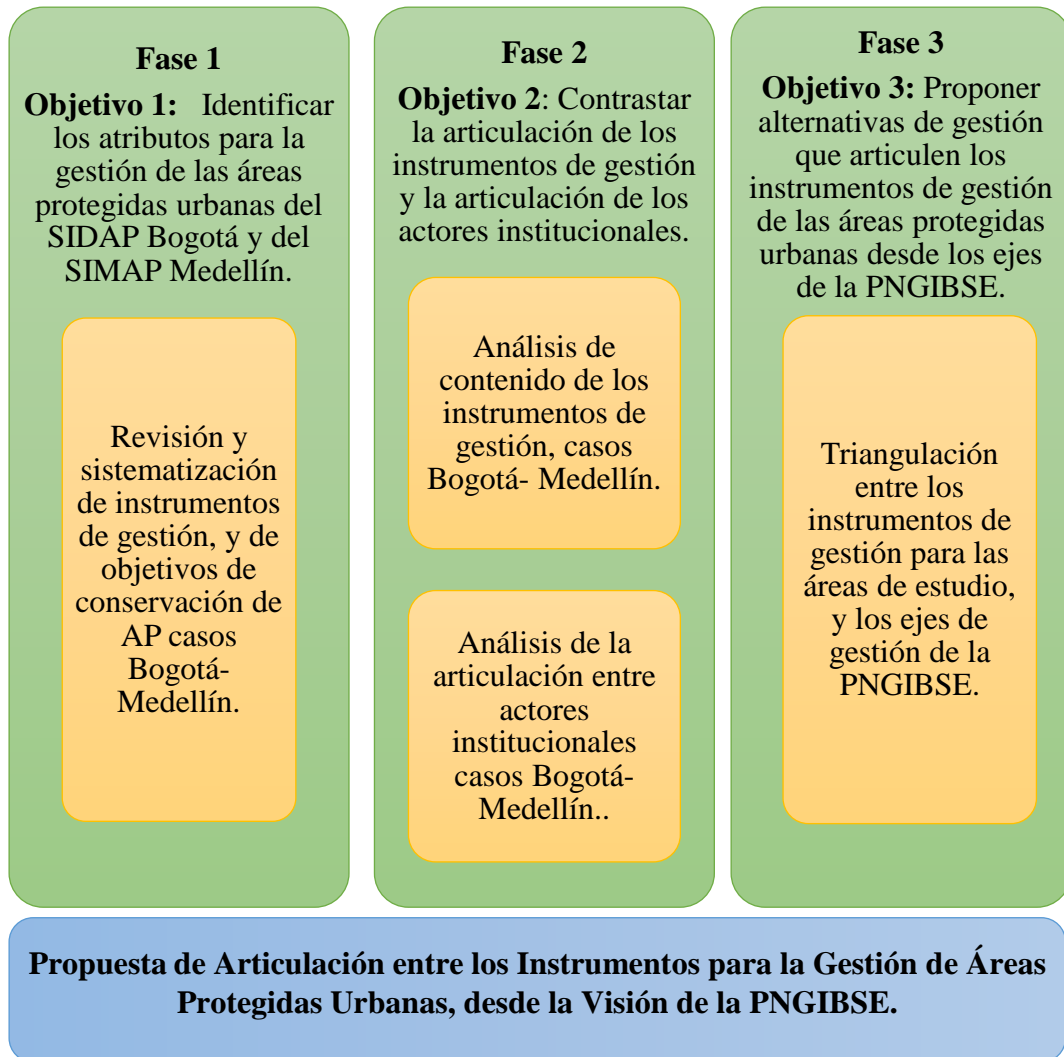 Fase 1
Objetivo 1: Identificar
los atributos para la
gestión de las áreas
protegidas urbanas del
SIDAP Bogotá y del
SIMAP Medellín.
Revisión y
sistematización
de instrumentos
de gestión, y de
objetivos de
conservación de
AP casos
Bogotá-
Medellín.
Fase 2
Objetivo 2: Contrastar
la articulación de los
instrumentos de gestión
y la articulación de los
actores institucionales.
Análisis de
contenido de los
instrumentos de
gestión, casos
Bogotá- Medellín.
Análisis de la
articulación entre
actores
institucionales
casos Bogotá-
Medellín..
Fase 3
Objetivo 3: Proponer
alternativas de gestión
que articulen los
instrumentos de gestión
de las áreas protegidas
urbanas desde los ejes
de la PNGIBSE.
Triangulación
entre los
instrumentos de
gestión para las
áreas de estudio,
y los ejes de
gestión de la
PNGIBSE.
Propuesta de Articulación entre los Instrumentos para la Gestión de Áreas
Protegidas Urbanas, desde la Visión de la PNGIBSE.